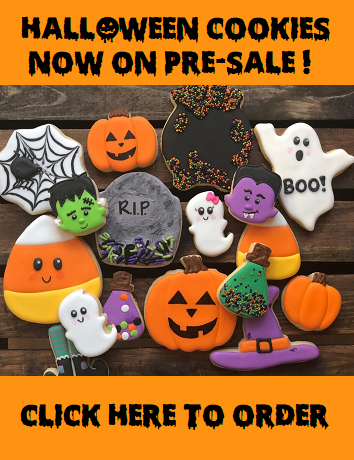 HALLOWEEN COOKIES
NOW ON PRE-SALE!
R.I.P.
BOO!
CLICK HERE TO ORDER